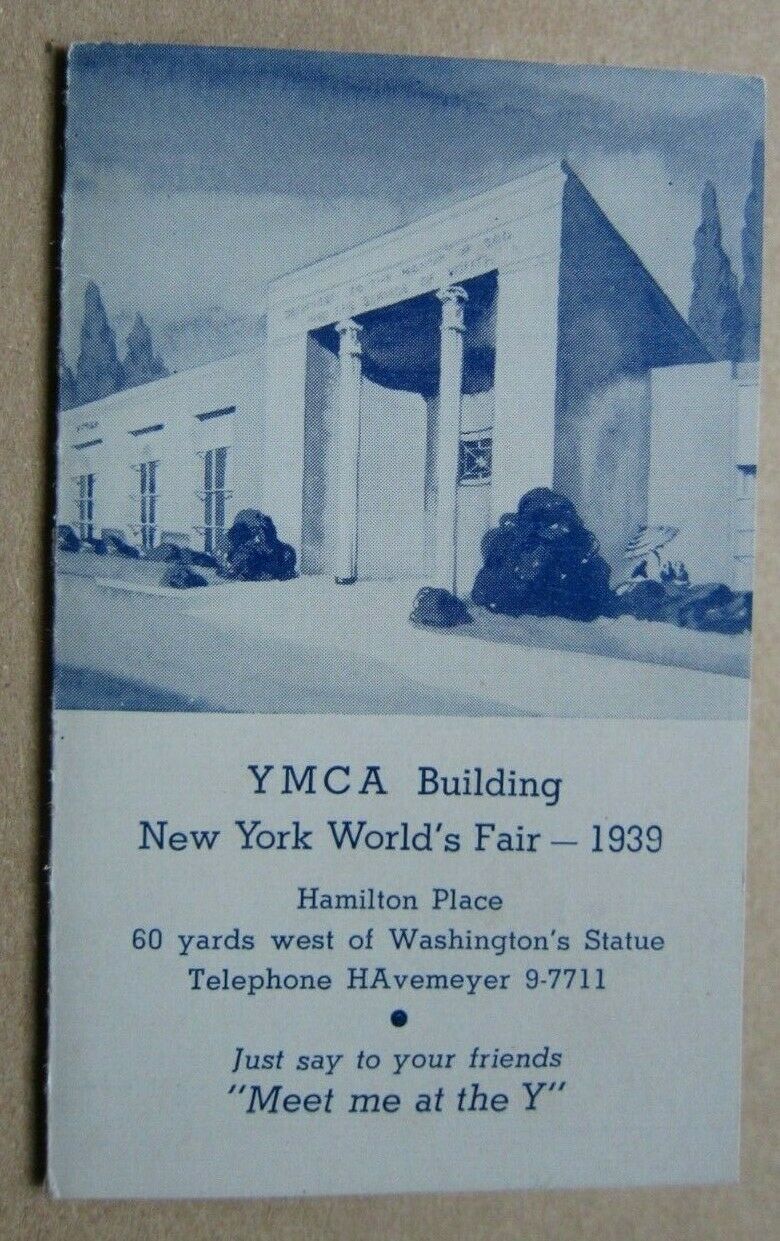 YMCA Building
New York World's Fair — 1939
Hamilton Place
60 yards west of Washington's Statue
Telephone HAvemeyer 9-7711
•
Just say to your friends
"Meet me at the Y"